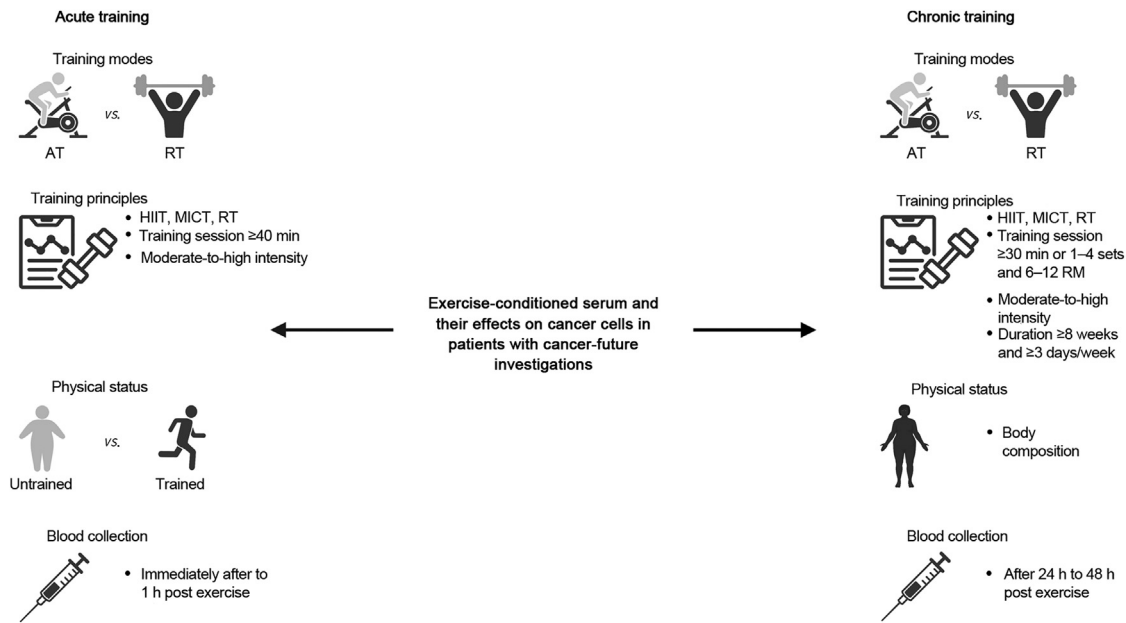 Acute training
Training modes
vs.
AT
RT
Training principles
• HIIT, MICT, RT
• Training session ≥40 min
• Moderate-to-high intensity
Physical status
vs.
Untrained
Trained
Blood collection
• Immediately after to
1 h post exercise
Exercise-conditioned serum and
their effects on cancer cells in
patients with cancer-future
investigations
Chronic training
Training modes
vs.
AT
RT
Training principles
• HIIT, MICT, RT
• Training session
≥30 min or 1–4 sets
and 6–12 RM
• Moderate-to-high
intensity
• Duration ≥8 weeks
and ≥3 days/week
Physical status
• Body
composition
Blood collection
• After 24 h to 48 h
post exercise